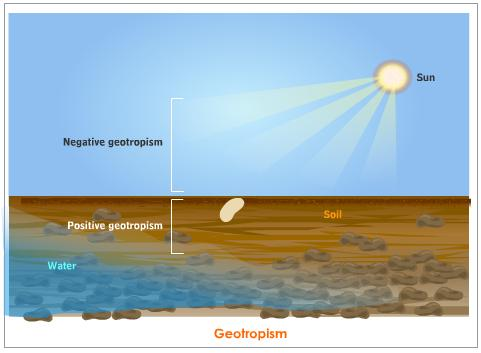 Sun
Negative geotropism
Soil
Positive geotropism
Water
Geotropism